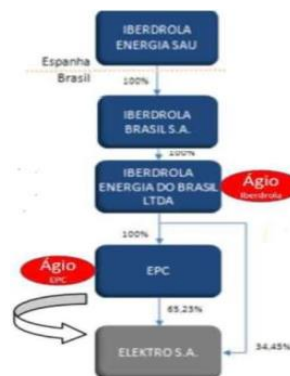 IBERDROLA
ENERGIA SAU
Espanha
Brasil
100%
IBERDROLA
BRASIL S.A.
100%
IBERDROLA
ENERGIA DO BRASIL
LTDA
Ágio
Iberdrola
100%
Ágio
EPC
EPC
65,23%
ELEKTRO S.A.
34,45%